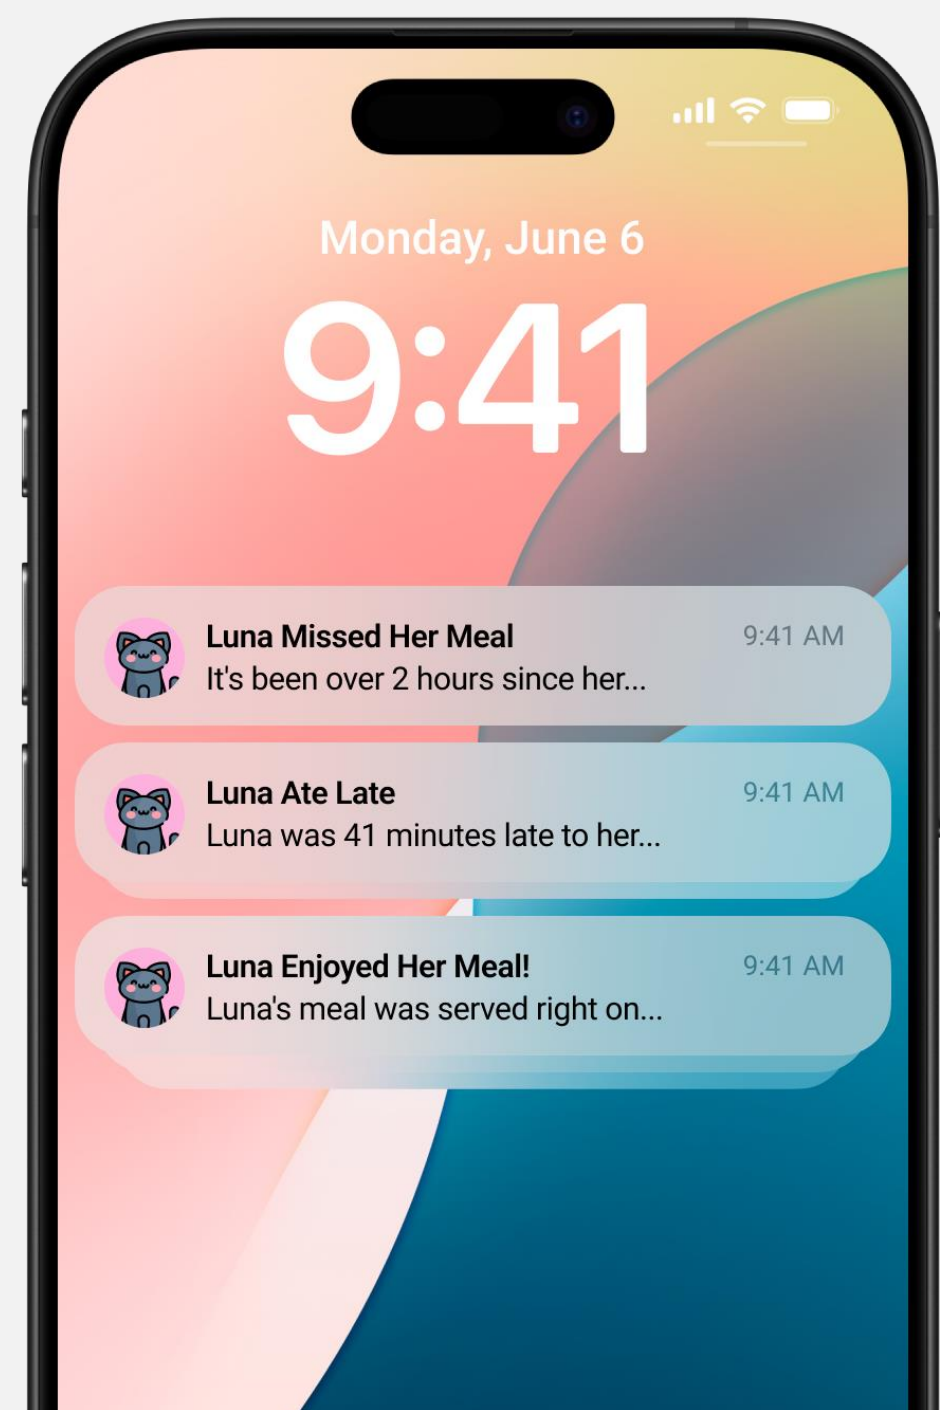 Monday, June 6
9:41
Luna Missed Her Meal
9:41 AM
It's been over 2 hours since her...
Luna Ate Late
9:41 AM
Luna was 41 minutes late to her...
Luna Enjoyed Her Meal!
9:41 AM
Luna's meal was served right on...